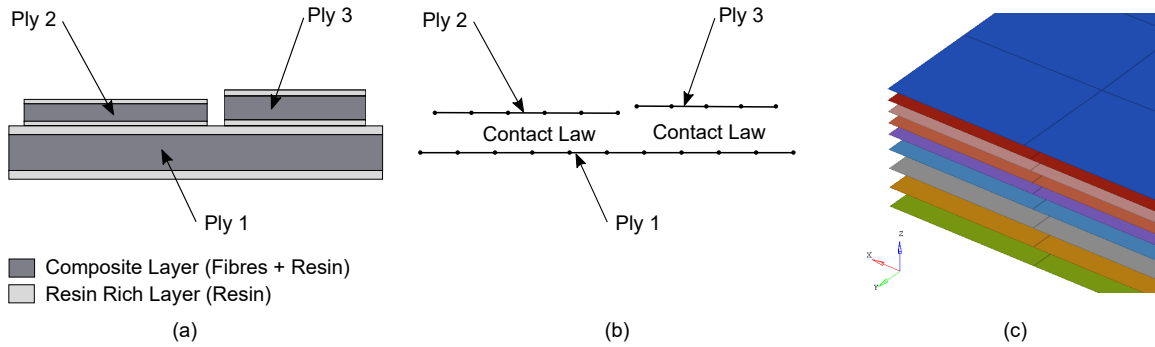 Ply 2
Ply 3
Ply 1
Composite Layer (Fibres + Resin)
Resin Rich Layer (Resin)
(a)
Ply 2
Ply 3
Contact Law
Contact Law
Ply 1
(b)
Z
X
Y
(c)